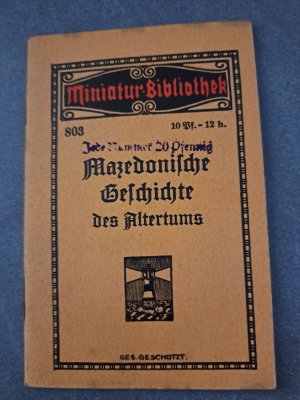 Miniatur-Bibliothek
803
10 Pf. - 12 h.
Jede Nummer 20 Pfennig
Mazedonische
Geschichte
des Altertums
GES. GESCHÜTZT.